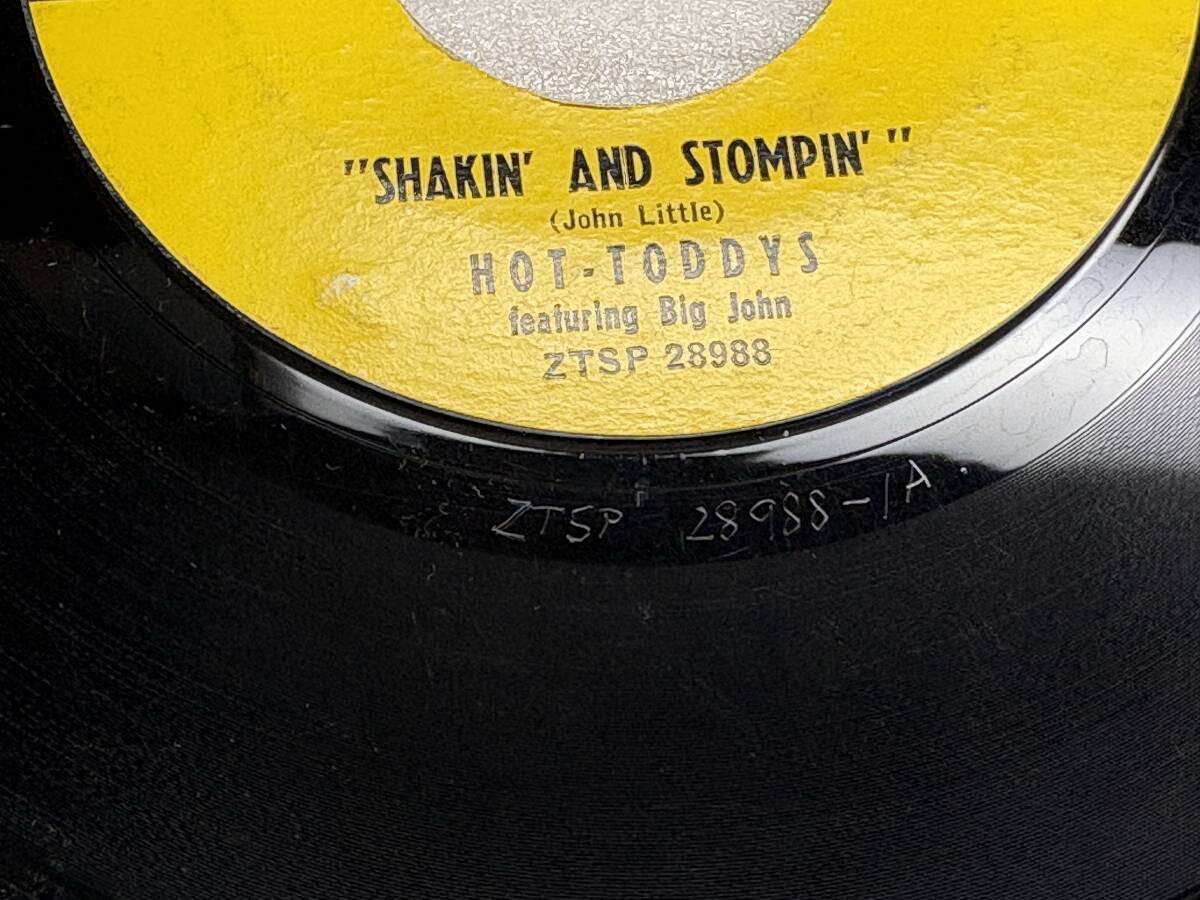 "SHAKIN' AND STOMPIN' "
(John Little)
HOT-TODDYS
featuring Big John
ZTSP 28988
ZTSP 28988-1A